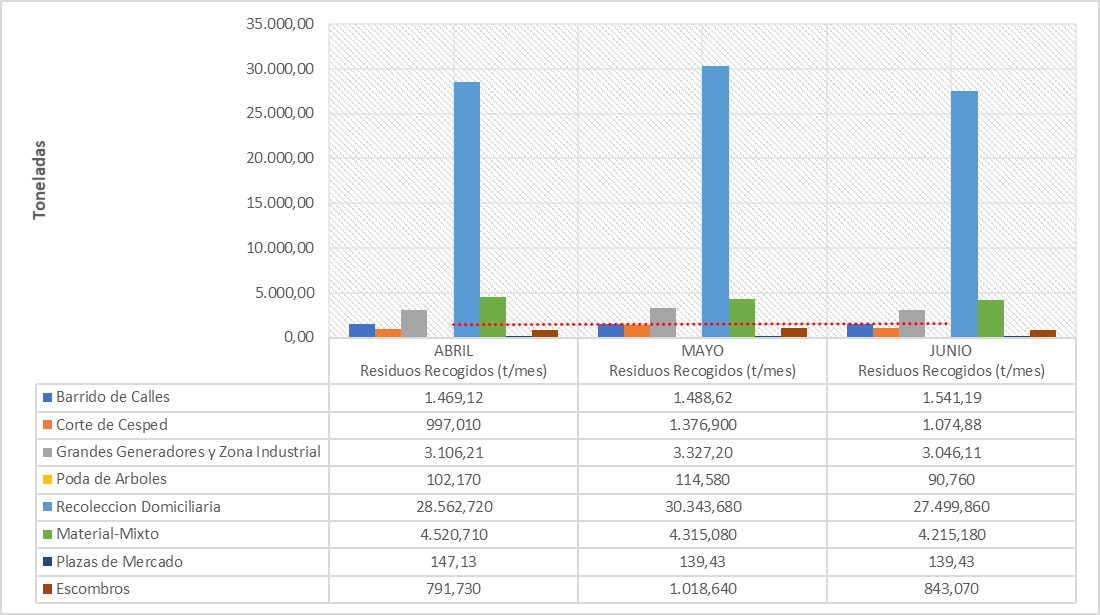 35.000,00
30.000,00
25.000,00
20.000,00
15.000,00
10.000,00
5.000,00
0,00
Toneladas
ABRIL MAYO JUNIO
Residuos Recogidos (t/mes) Residuos Recogidos (t/mes) Residuos Recogidos (t/mes)
Barrido de Calles 1.469,12 1.488,62 1.541,19
Corte de Cesped 997,010 1.376,900 1.074,88
Grandes Generadores y Zona Industrial 3.106,21 3.327,20 3.046,11
Poda de Arboles 102,170 114,580 90,760
Recoleccion Domiciliaria 28.562,720 30.343,680 27.499,860
Material-Mixto 4.520,710 4.315,080 4.215,180
Plazas de Mercado 147,13 139,43 139,43
Escombros 791,730 1.018,640 843,070